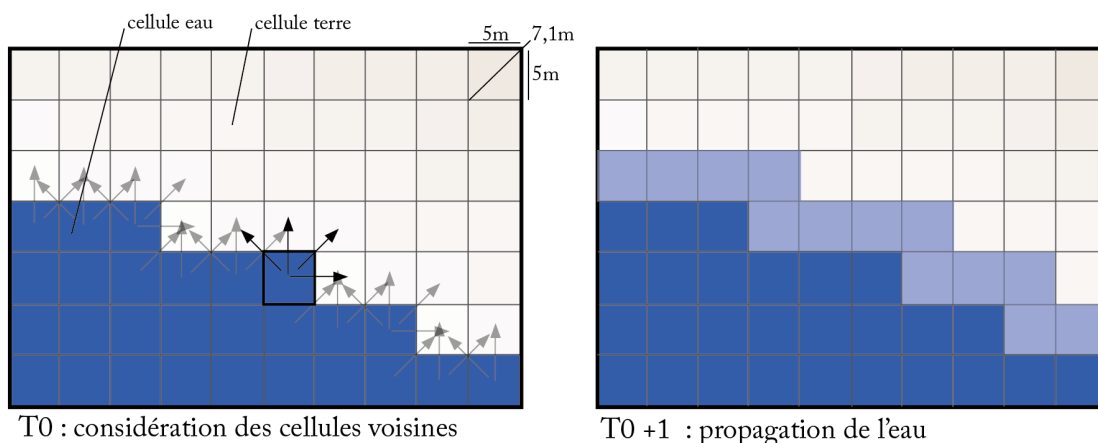 cellule eau
cellule terre
5m
7,1m
5m
T0 : considération des cellules voisines
T0 +1 : propagation de l'eau